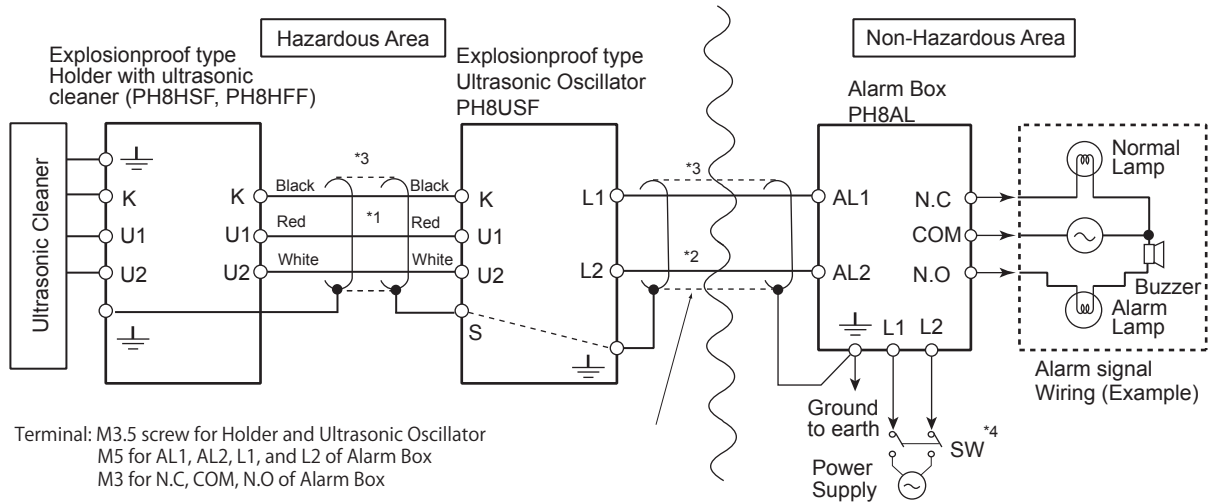 Hazardous Area
Non-Hazardous Area
Explosionproof type
Holder with ultrasonic
cleaner (PH8HSF, PH8HFF)
Explosionproof type
Ultrasonic Oscillator
PH8USF
Alarm Box
PH8AL
Ultrasonic Cleaner
K
U1
U2
K
U1
U2
Black
Red
White
*3
*1
Black
Red
White
K
U1
U2
S
L1
L2
*3
*2
AL1
AL2
N.C
COM
N.O
L1 L2
Normal
Lamp
Buzzer
Alarm
Lamp
Alarm signal
Wiring (Example)
Ground
to earth
SW *4
Power
Supply
Terminal: M3.5 screw for Holder and Ultrasonic Oscillator
M5 for AL1, AL2, L1, and L2 of Alarm Box
M3 for N.C, COM, N.O of Alarm Box